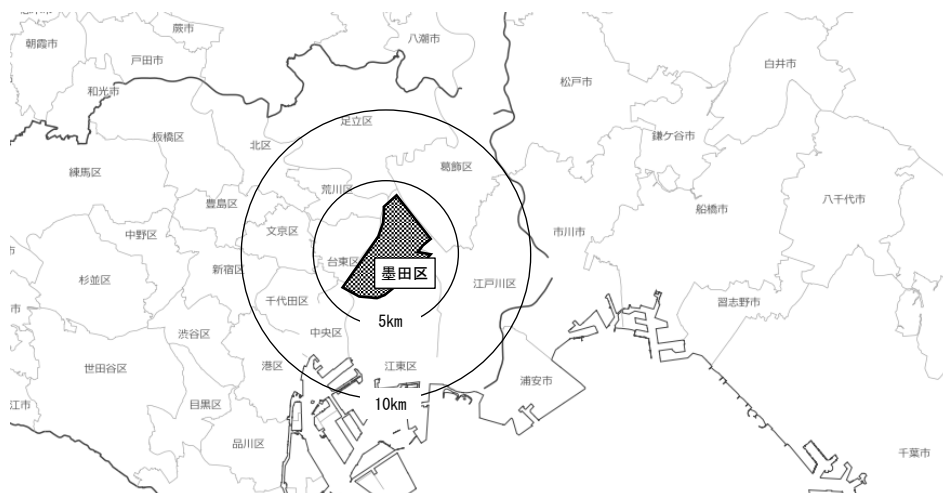 蕨市
八潮市
朝霞市
戸田市
白井市
松戸市
和光市
足立区
板橋区
鎌ケ谷市
北区
葛飾区
練馬区
荒川区
豊島区
八千代市
船橋市
文京区
市川市
中野区
台東区
新宿区
墨田区
杉並区
江戸川区
千代田区
習志野市
5km
中央区
渋谷区
港区
江東区
世田谷区
浦安市
目黒区
10km
江市
品川区
千葉市